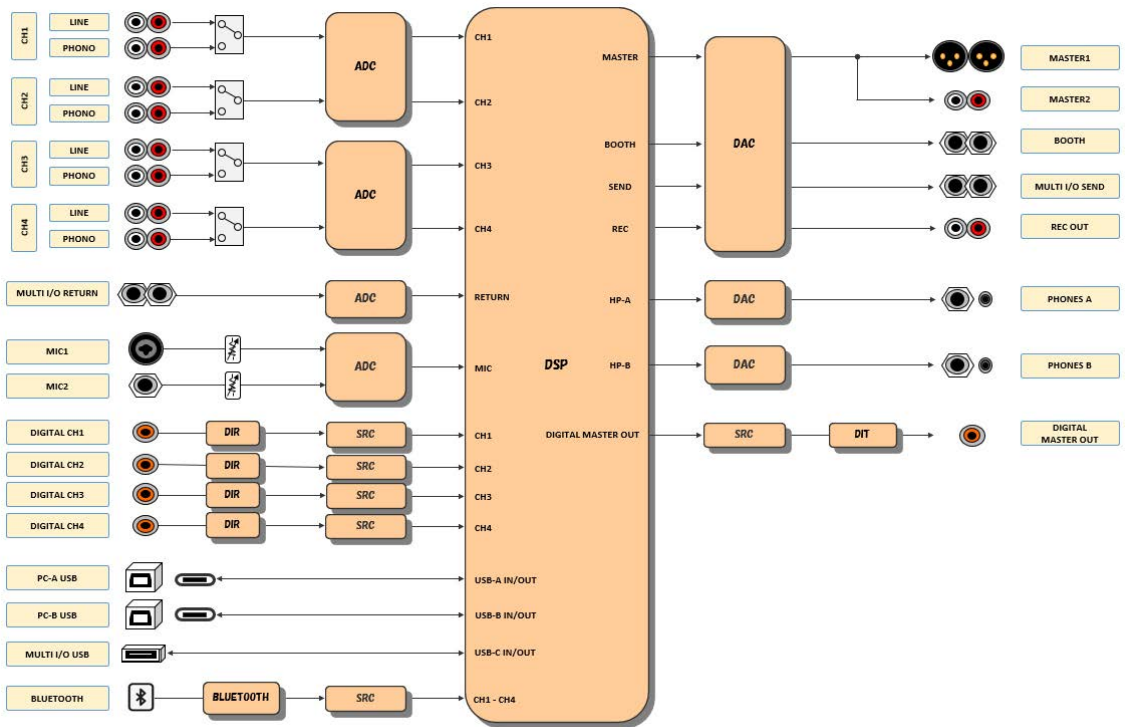 CH1
LINE
PHONO
CH2
LINE
PHONO
CH3
LINE
PHONO
CH4
LINE
PHONO
MULTI I/O RETURN
MIC1
MIC2
DIGITAL CH1
DIGITAL CH2
DIGITAL CH3
DIGITAL CH4
PC-A USB
PC-B USB
MULTI I/O USB
BLUETOOTH
DIR
DIR
DIR
DIR
BLUETOOTH
ADC
ADC
ADC
ADC
SRC
SRC
SRC
SRC
SRC
CH1
CH2
CH3
CH4
RETURN
MIC
CH1
CH2
CH3
CH4
USB-A IN/OUT
USB-B IN/OUT
USB-C IN/OUT
CH1 - CH4
DSP
MASTER
BOOTH
SEND
REC
HP-A
HP-B
DIGITAL MASTER OUT
DAC
DAC
DAC
SRC
DIT
MASTER1
MASTER2
BOOTH
MULTI I/O SEND
REC OUT
PHONES A
PHONES B
DIGITAL
MASTER OUT